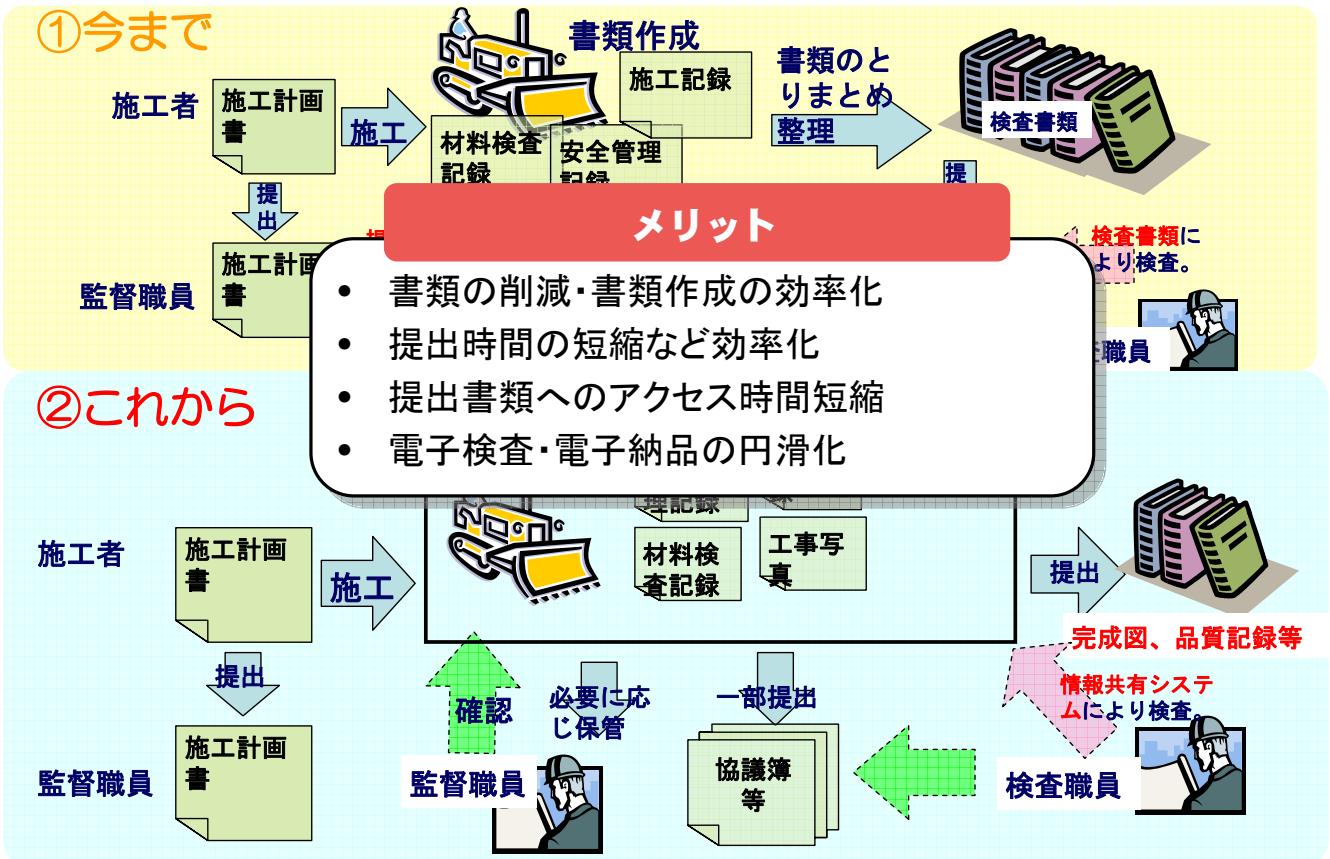 ①今まで
書類作成
施工者
施工計画
書
施工
施工記録
材料検査
記録
安全管理
記録
書類のと
りまとめ
整理
検査書類
提
出
提
監督職員
施工計画
書
検査書類に
より検査。
職員
メリット
• 書類の削減・書類作成の効率化
• 提出時間の短縮など効率化
• 提出書類へのアクセス時間短縮
• 電子検査・電子納品の円滑化
②これから
施工者
施工計画
書
施工
理記録
録
材料検
査記録
工事写
真
提出
完成図、品質記録等
提出
確認
必要に応
じ保管
一部提出
情報共有システ
ムにより検査。
監督職員
施工計画
書
監督職員
協議簿
等
検査職員